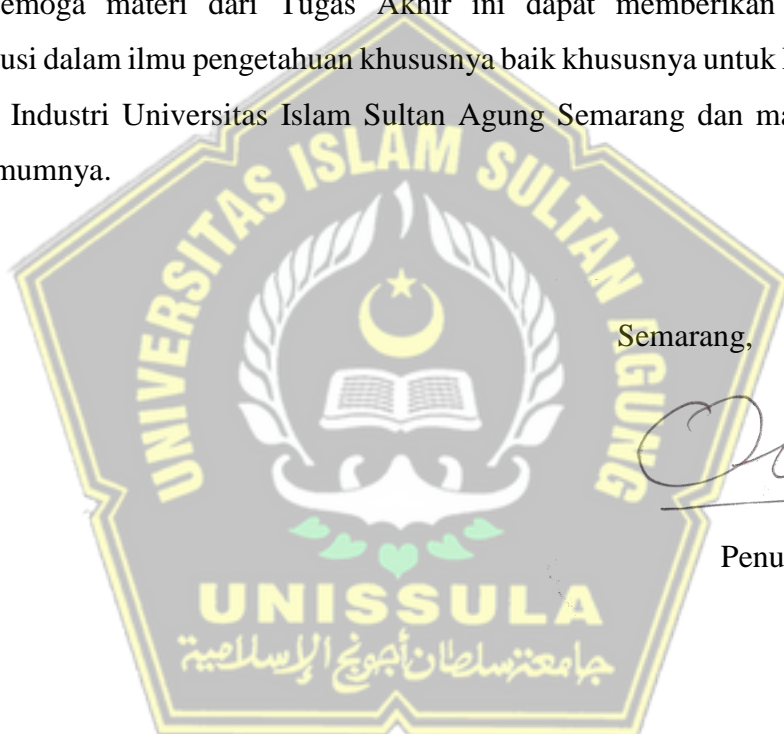 emoga materi dari Tugas Akhir ini dapat memberikan
usi dalam ilmu pengetahuan khususnya baik khususnya untuk
Industri Universitas Islam Sultan Agung Semarang dan ma
mumnya.
UNIVERSITAS ISLAM SULTAN AGUNG
Semarang,
Penu
UNISSULA
جامعة سلطان أجونج الإسلامية